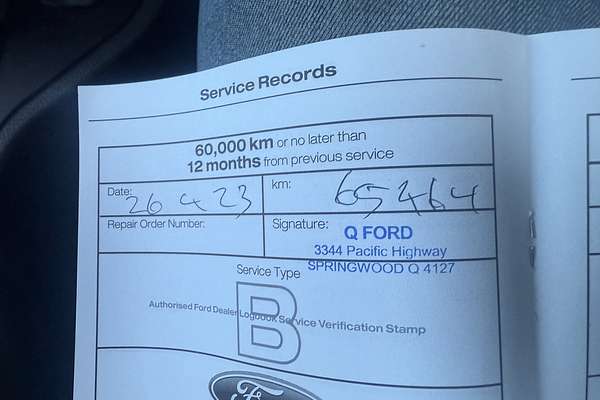 Service Records
60,000 km or no later than
12 months from previous service
Date: 26 4 23
km: 65464
Repair Order Number:
Signature:
Q FORD
3344 Pacific Highway
SPRINGWOOD Q 4127
Service Type
B
Authorised Ford Dealer Logbook Service Verification Stamp